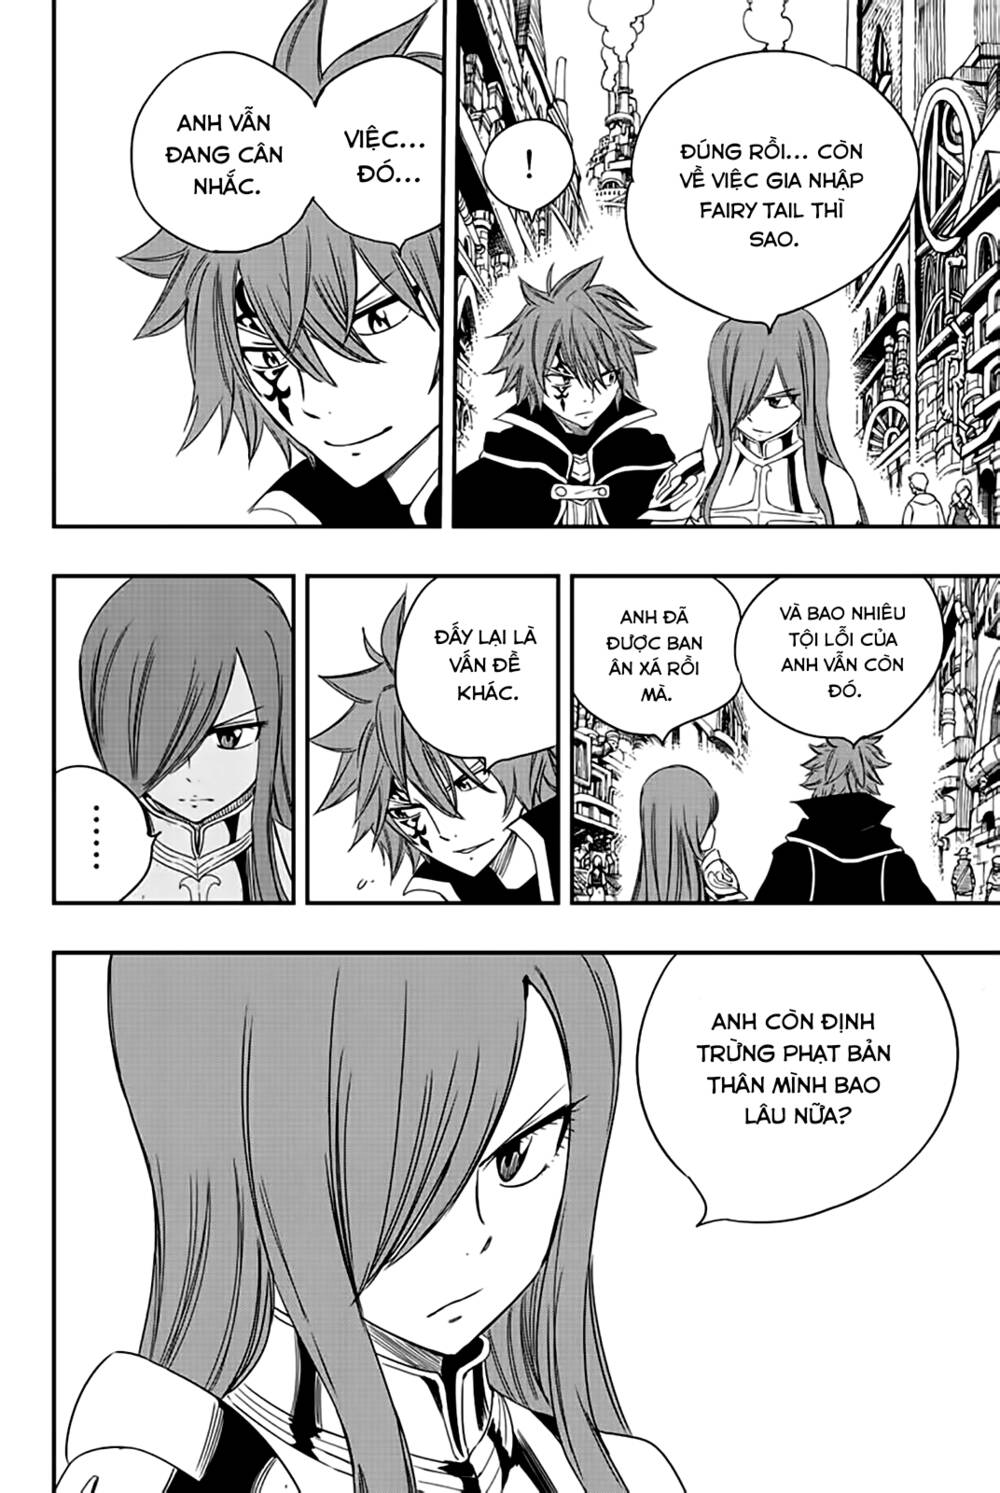 ĐÚNG RỒI... CÒN
VỀ VIỆC GIA NHẬP
FAIRY TAIL THÌ
SAO.
!
VIỆC...
ĐÓ...
ANH VẪN
ĐANG CÂN
NHẮC.
VÀ BAO NHIÊU
TỘI LỖI CỦA
ANH VẪN CÒN
ĐÓ.
ANH ĐÃ
ĐƯỢC BAN
ÂN XÁ RỒI
MÀ.
ĐẤY LẠI LÀ
VẤN ĐỀ
KHÁC.
......
ANH CÒN ĐỊNH
TRỪNG PHẠT BẢN
THÂN MÌNH BAO
LÂU NỮA?